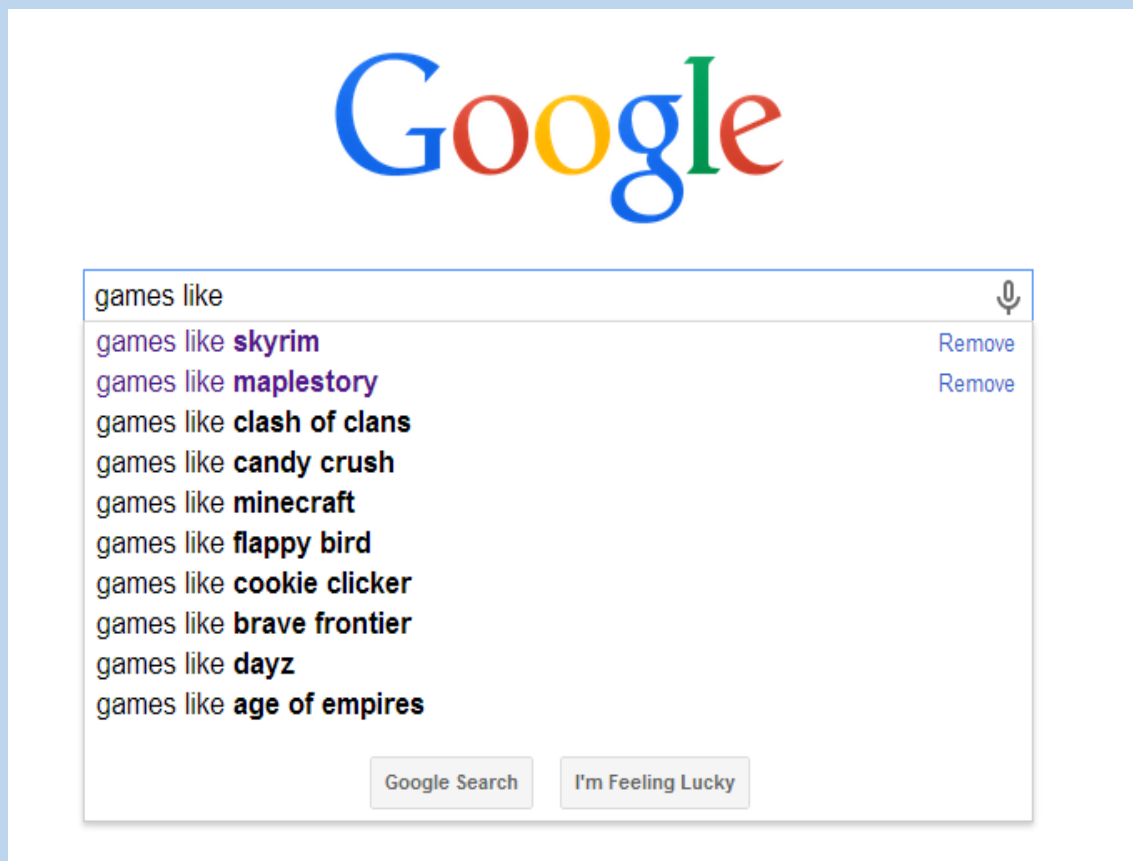 Google
games like
games like skyrim Remove
games like maplestory Remove
games like clash of clans
games like candy crush
games like minecraft
games like flappy bird
games like cookie clicker
games like brave frontier
games like dayz
games like age of empires
Google Search I'm Feeling Lucky